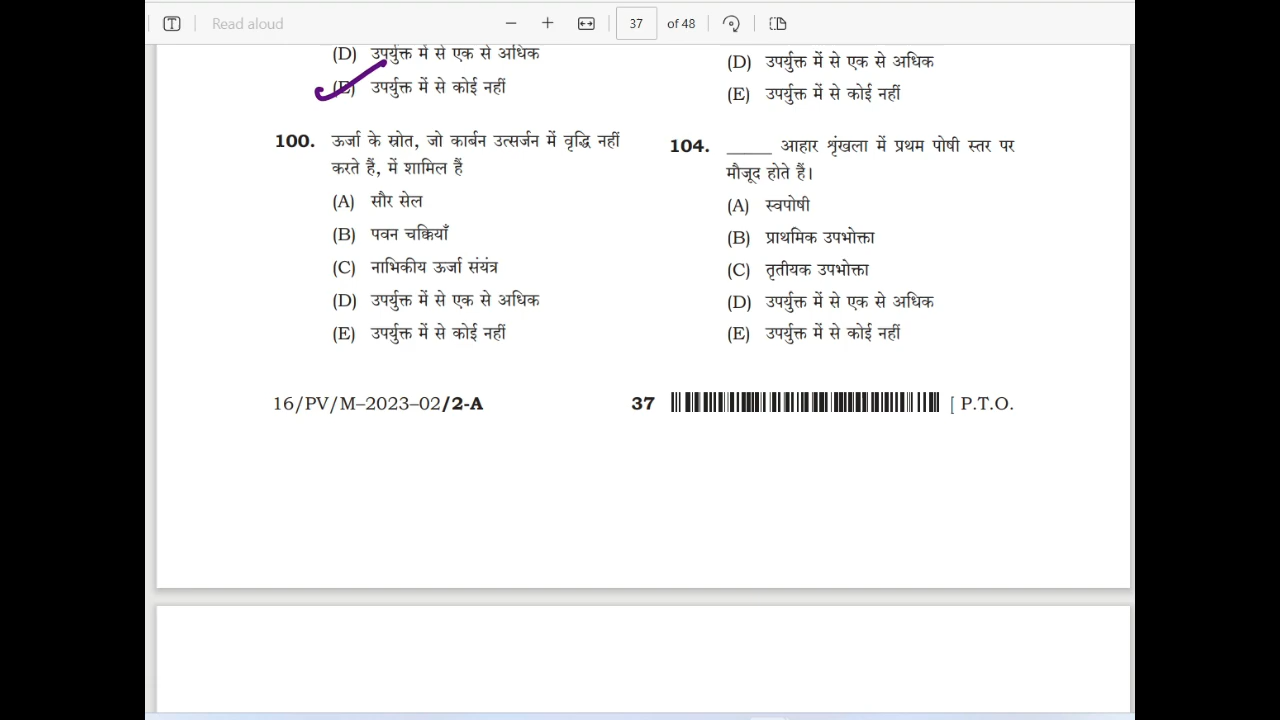 Read aloud
37 of 48
(D) उपर्युक्त में से एक से अधिक
(E) उपर्युक्त में से कोई नहीं
100. ऊर्जा के स्रोत, जो कार्बन उत्सर्जन में वृद्धि नहीं
करते हैं, में शामिल हैं
(A) सौर सेल
(B) पवन चक्कियाँ
(C) नाभिकीय ऊर्जा संयंत्र
(D) उपर्युक्त में से एक से अधिक
(E) उपर्युक्त में से कोई नहीं
(D) उपर्युक्त में से एक से अधिक
(E) उपर्युक्त में से कोई नहीं
104. _____ आहार शृंखला में प्रथम पोषी स्तर पर
मौजूद होते हैं।
(A) स्वपोषी
(B) प्राथमिक उपभोक्ता
(C) तृतीयक उपभोक्ता
(D) उपर्युक्त में से एक से अधिक
(E) उपर्युक्त में से कोई नहीं
16/PV/M–2023–02/2-A 37 [ P.T.O.